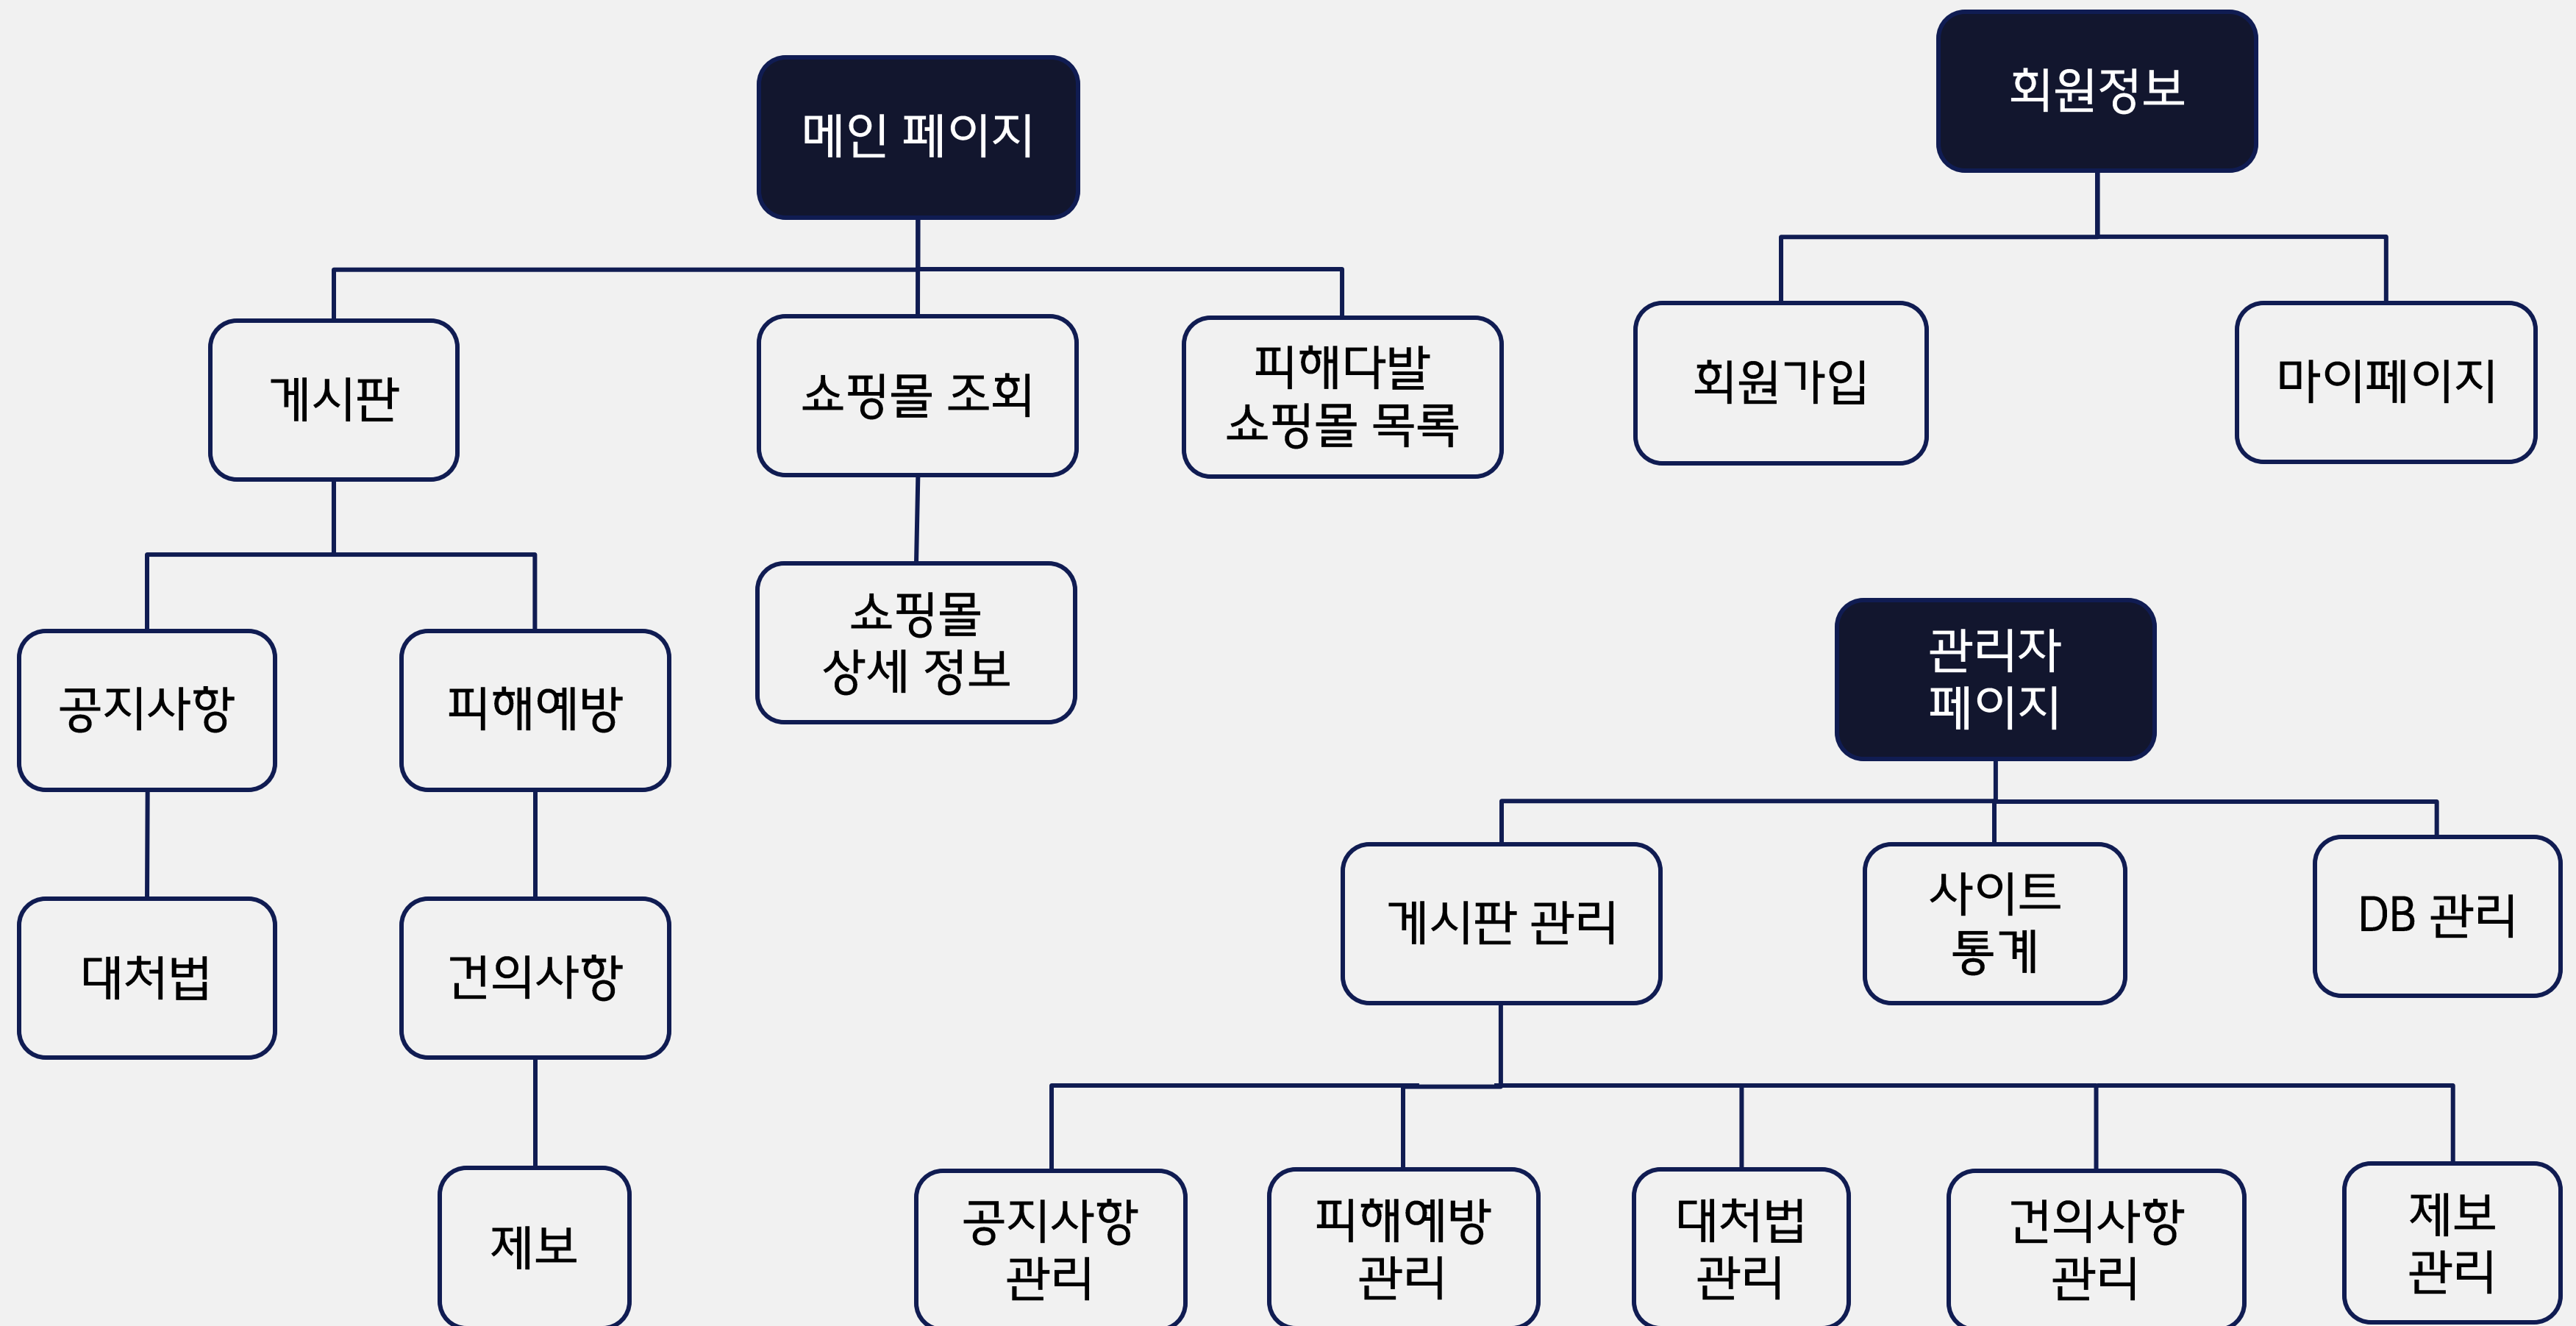 메인 페이지
회원정보
게시판
쇼핑몰 조회
피해다발
쇼핑몰 목록
회원가입
마이페이지
공지사항
피해예방
쇼핑몰
상세 정보
대처법
건의사항
제보
관리자
페이지
게시판 관리
사이트
통계
DB 관리
공지사항
관리
피해예방
관리
대처법
관리
건의사항
관리
제보
관리